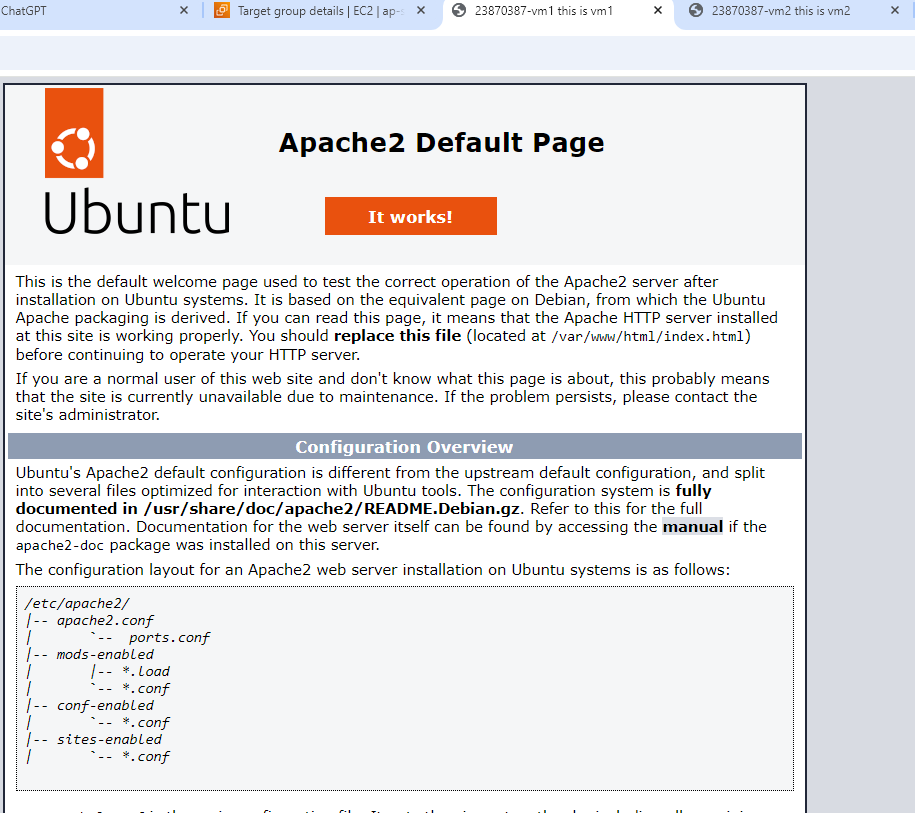 ChatGPT
Target group details | EC2 | ap-s
23870387-vm1 this is vm1
23870387-vm2 this is vm2
Ubuntu
Apache2 Default Page
It works!
This is the default welcome page used to test the correct operation of the Apache2 server after
installation on Ubuntu systems. It is based on the equivalent page on Debian, from which the Ubuntu
Apache packaging is derived. If you can read this page, it means that the Apache HTTP server installed
at this site is working properly. You should replace this file (located at /var/www/html/index.html)
before continuing to operate your HTTP server.
If you are a normal user of this web site and don't know what this page is about, this probably means
that the site is currently unavailable due to maintenance. If the problem persists, please contact the
site's administrator.
Configuration Overview
Ubuntu's Apache2 default configuration is different from the upstream default configuration, and split
into several files optimized for interaction with Ubuntu tools. The configuration system is fully
documented in /usr/share/doc/apache2/README.Debian.gz. Refer to this for the full
documentation. Documentation for the web server itself can be found by accessing the manual if the
apache2-doc package was installed on this server.
The configuration layout for an Apache2 web server installation on Ubuntu systems is as follows:
/etc/apache2/
|-- apache2.conf
|       `--  ports.conf
|-- mods-enabled
|       |-- *.load
|       `-- *.conf
|-- conf-enabled
|       `-- *.conf
|-- sites-enabled
|       `-- *.conf